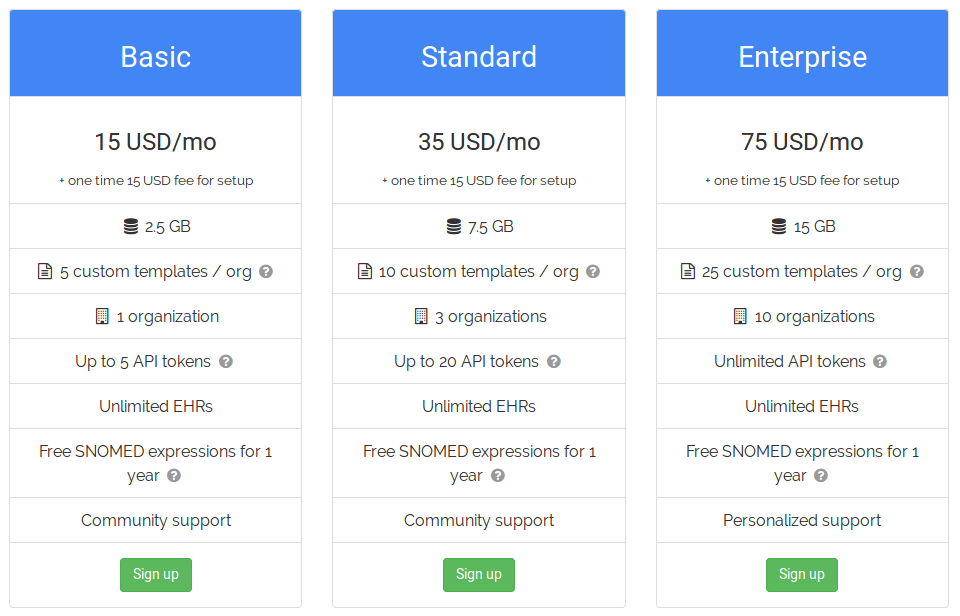 Basic
15 USD/mo
+ one time 15 USD fee for setup
2.5 GB
5 custom templates / org ?
1 organization
Up to 5 API tokens ?
Unlimited EHRs
Free SNOMED expressions for 1
year ?
Community support
Sign up
Standard
35 USD/mo
+ one time 15 USD fee for setup
7.5 GB
10 custom templates / org ?
3 organizations
Up to 20 API tokens ?
Unlimited EHRs
Free SNOMED expressions for 1
year ?
Community support
Sign up
Enterprise
75 USD/mo
+ one time 15 USD fee for setup
15 GB
25 custom templates / org ?
10 organizations
Unlimited API tokens ?
Unlimited EHRs
Free SNOMED expressions for 1
year ?
Personalized support
Sign up